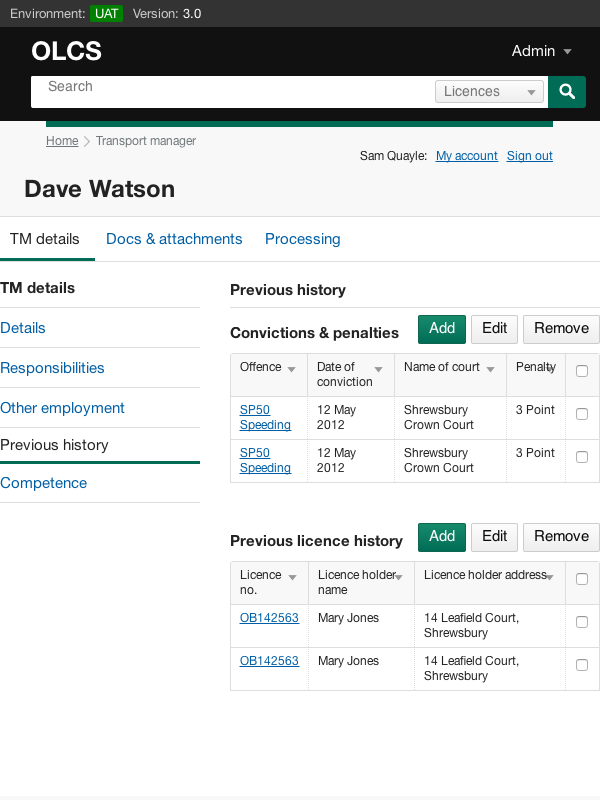 Environment: UAT Version: 3.0
OLCS
Admin
Search
Licences
Home Transport manager
Sam Quayle: My account Sign out
Dave Watson
TM details Docs & attachments Processing
TM details
Details
Responsibilities
Other employment
Previous history
Competence
Previous history
Convictions & penalties Add Edit Remove
Offence Date of conviction Name of court Penalty
SP50 Speeding 12 May 2012 Shrewsbury Crown Court 3 Point
SP50 Speeding 12 May 2012 Shrewsbury Crown Court 3 Point
Previous licence history Add Edit Remove
Licence no. Licence holder name Licence holder address
OB142563 Mary Jones 14 Leafield Court, Shrewsbury
OB142563 Mary Jones 14 Leafield Court, Shrewsbury